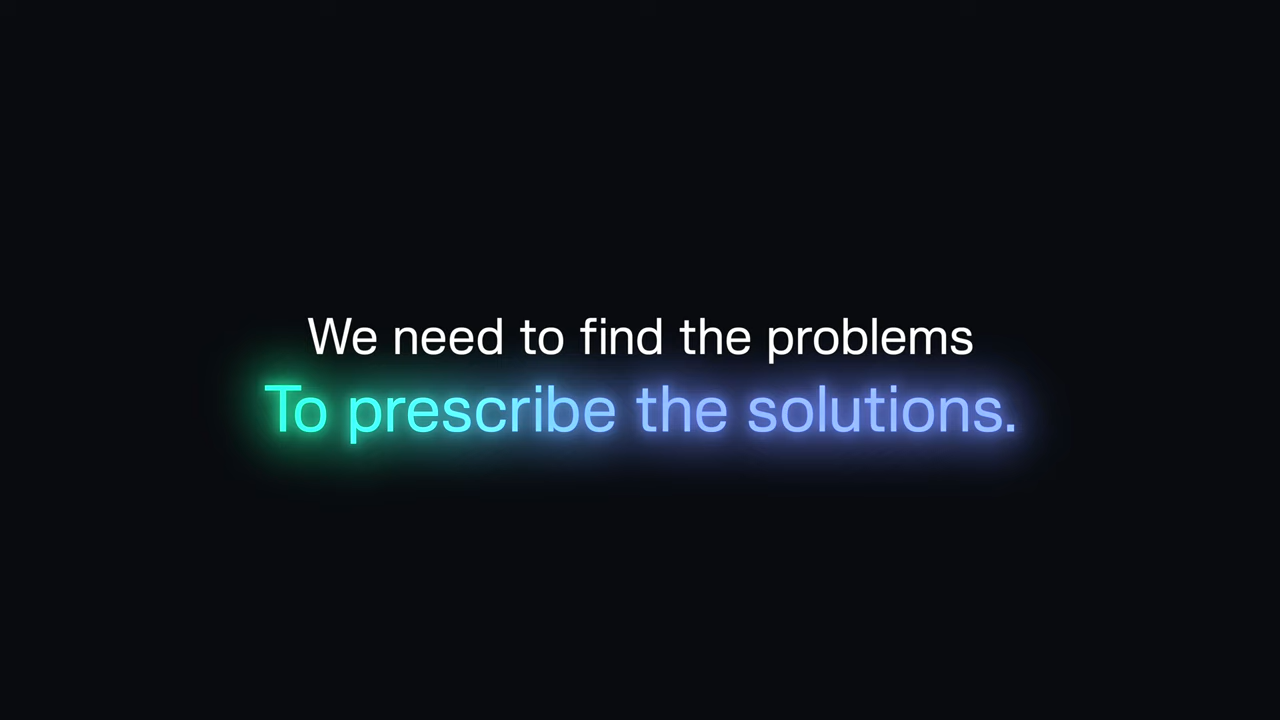 We need to find the problems
To prescribe the solutions.